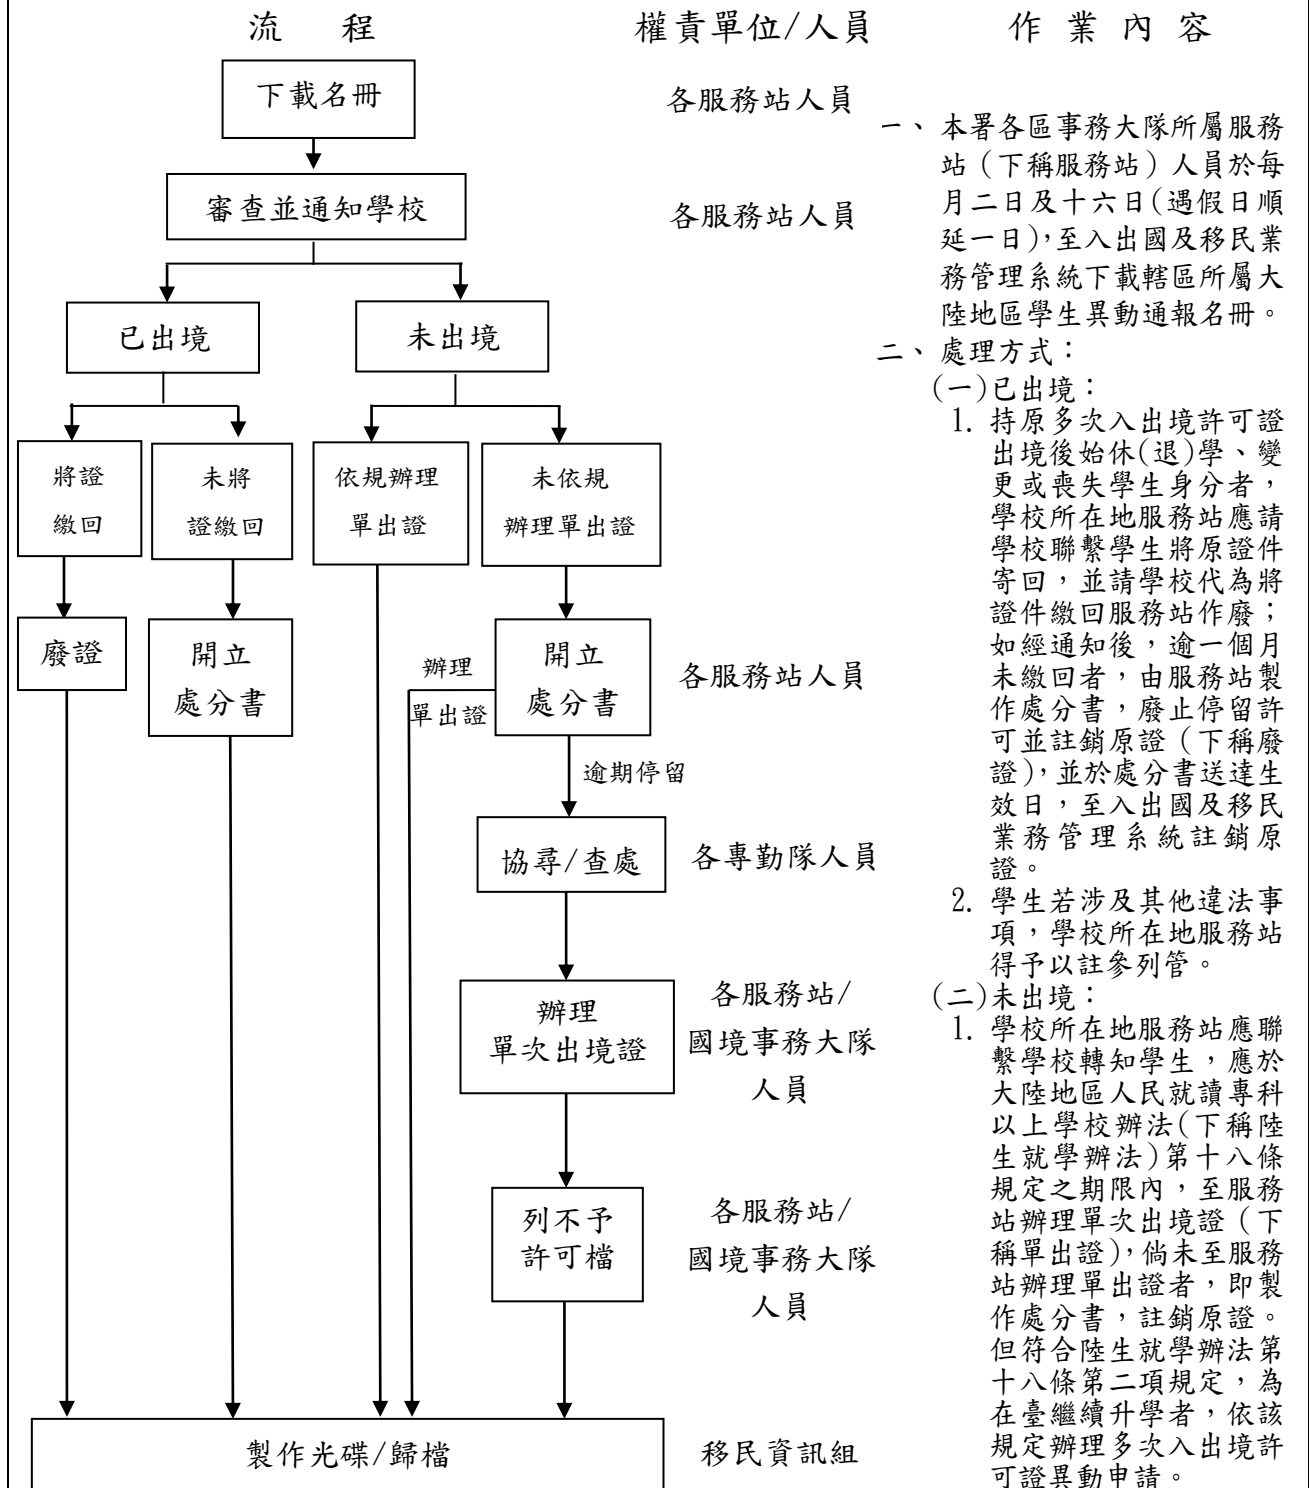 流 程 權責單位/人員 作 業 內 容
下載名冊
各服務站人員
審查並通知學校
各服務站人員
已出境
未出境
將證
繳回
未將
證繳回
依規辦理
單出證
未依規
辦理單出證
廢證
開立
處分書
辦理
單出證
開立
處分書
各服務站人員
逾期停留
協尋/查處
各專勤隊人員
辦理
單次出境證
各服務站/
國境事務大隊
人員
列不予
許可檔
各服務站/
國境事務大隊
人員
製作光碟/歸檔
移民資訊組
一、 本署各區事務大隊所屬服務
站（下稱服務站）人員於每
月二日及十六日(遇假日順
延一日)，至入出國及移民業
務管理系統下載轄區所屬大
陸地區學生異動通報名冊。
二、 處理方式：
(一)已出境：
1. 持原多次入出境許可證
出境後始休(退)學、變
更或喪失學生身分者，
學校所在地服務站應請
學校聯繫學生將原證件
寄回，並請學校代為將
證件繳回服務站作廢；
如經通知後，逾一個月
未繳回者，由服務站製
作處分書，廢止停留許
可並註銷原證（下稱廢
證)，並於處分書送達生
效日，至入出國及移民
業務管理系統註銷原
證。
2. 學生若涉及其他違法事
項，學校所在地服務站
得予以註參列管。
(二)未出境：
1. 學校所在地服務站應聯
繫學校轉知學生，應於
大陸地區人民就讀專科
以上學校辦法(下稱陸
生就學辦法)第十八條
規定之期限內，至服務
站辦理單次出境證（下
稱單出證)，倘未至服務
站辦理單出證者，即製
作處分書，註銷原證。
但符合陸生就學辦法第
十八條第二項規定，為
在臺繼續升學者，依該
規定辦理多次入出境許
可證異動申請。